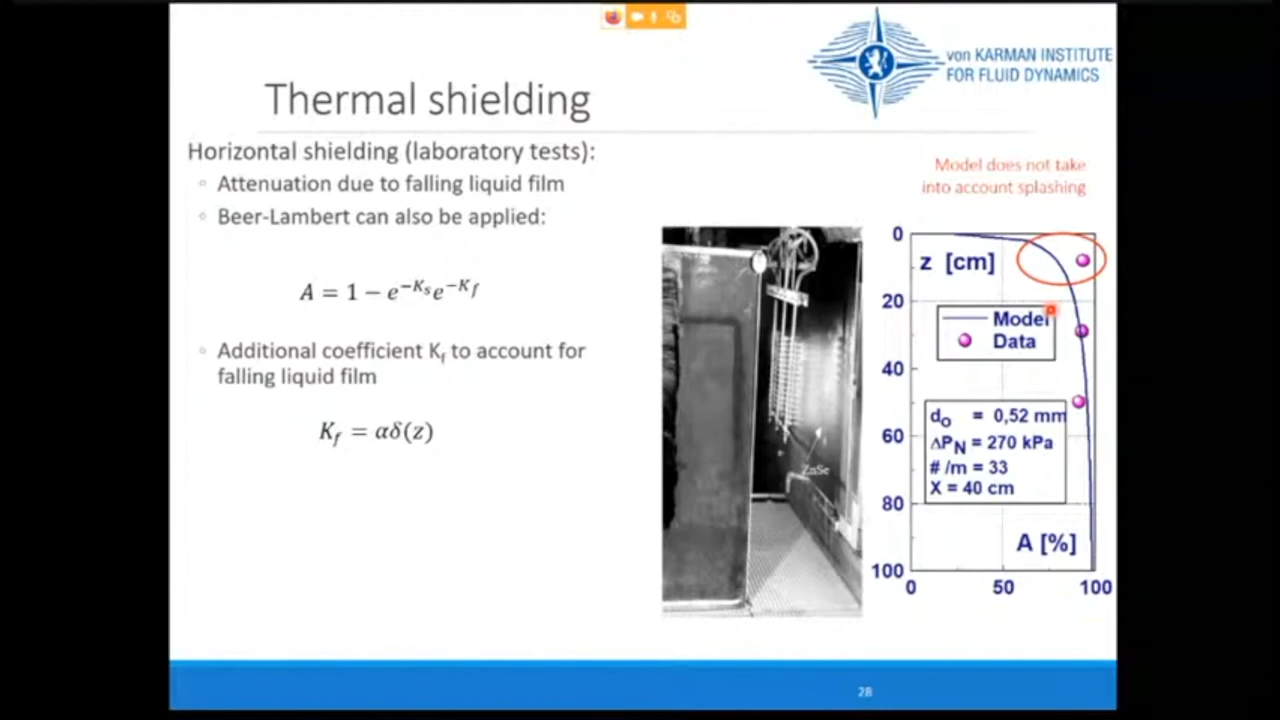 von KARMAN INSTITUTE
FOR FLUID DYNAMICS
Thermal shielding
Horizontal shielding (laboratory tests):
◦ Attenuation due to falling liquid film
◦ Beer-Lambert can also be applied:
A = 1 − e^{−K_s}e^{−K_f}
◦ Additional coefficient K_f to account for
falling liquid film
K_f = αδ(z)
ZnSe
Model does not take
into account splashing
0
z [cm]
20
Model
Data
40
d_o = 0,52 mm
60
ΔP_N = 270 kPa
# /m = 33
X = 40 cm
80
A [%]
100
0 50 100
28